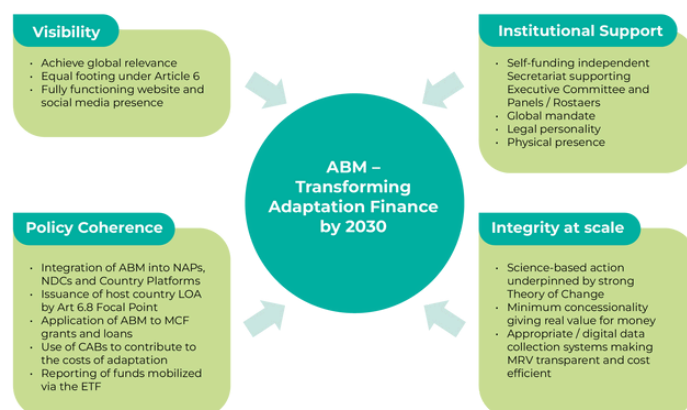 Visibility
• Achieve global relevance
• Equal footing under Article 6
• Fully functioning website and
social media presence
Institutional Support
• Self-funding independent
Secretariat supporting
Executive Committee and
Panels / Rostaers
• Global mandate
• Legal personality
• Physical presence
ABM –
Transforming
Adaptation Finance
by 2030
Policy Coherence
• Integration of ABM into NAPs,
NDCs and Country Platforms
• Issuance of host country LOA
by Art 6.8 Focal Point
• Application of ABM to MCF
grants and loans
• Use of CABs to contribute to
the costs of adaptation
• Reporting of funds mobilized
via the ETF
Integrity at scale
• Science-based action
underpinned by strong
Theory of Change
• Minimum concessionality
giving real value for money
• Appropriate / digital data
collection systems making
MRV transparent and cost
efficient